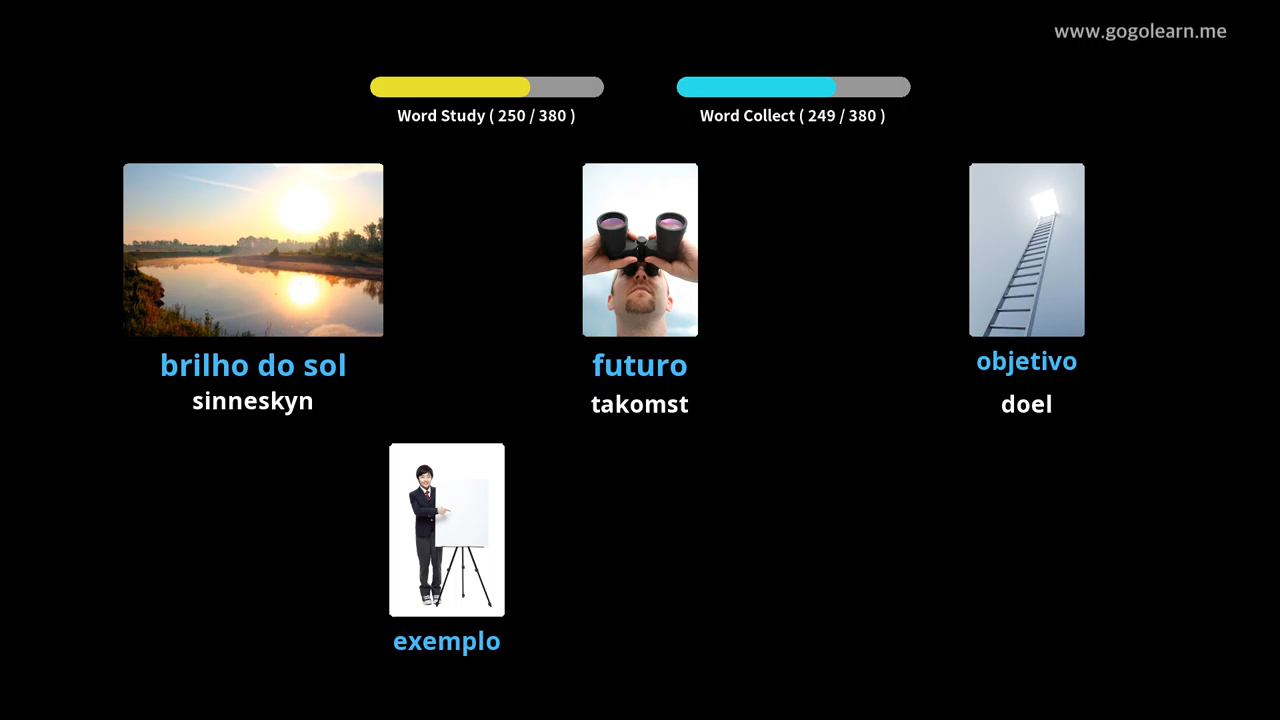 www.gogolearn.me
Word Study ( 250 / 380 )
Word Collect ( 249 / 380 )
brilho do sol
sinneskyn
futuro
takomst
objetivo
doel
exemplo